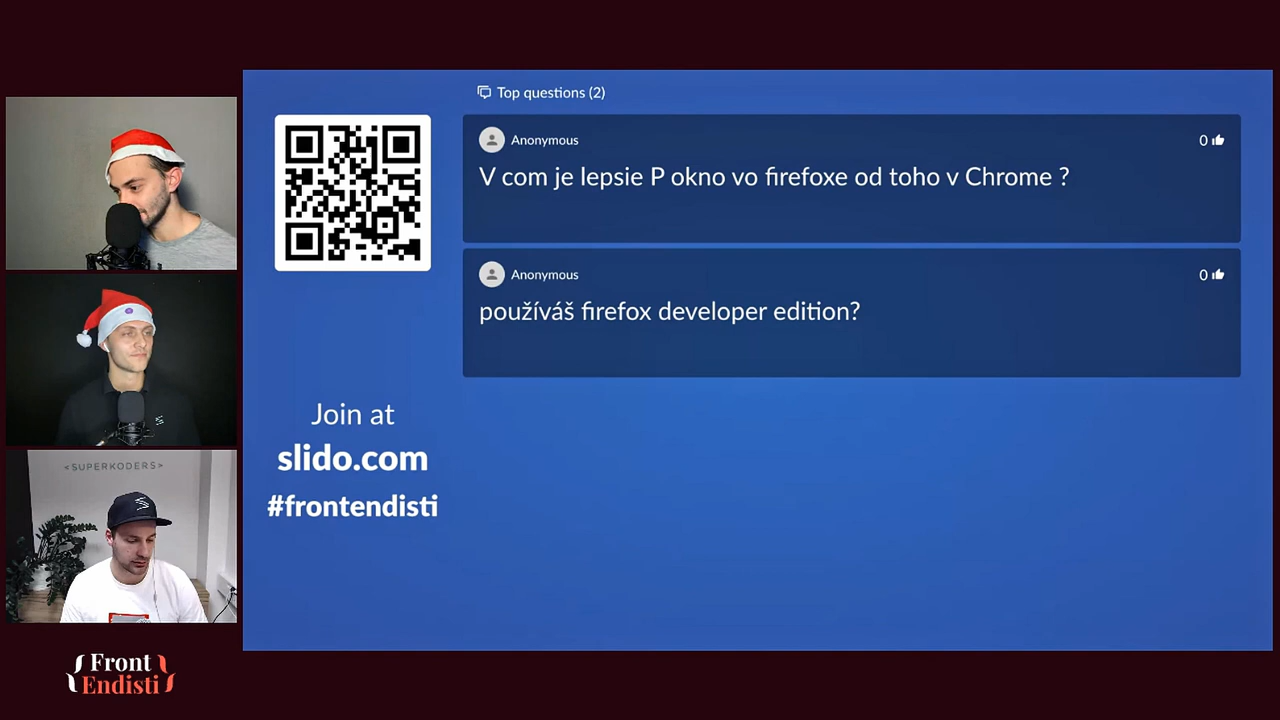 Top questions (2)
Anonymous
0
V com je lepsie P okno vo firefoxe od toho v Chrome ?
Anonymous
0
používáš firefox developer edition?
Join at
slido.com
#frontendisti
<SUPERKODERS>
{Front
Endisti}